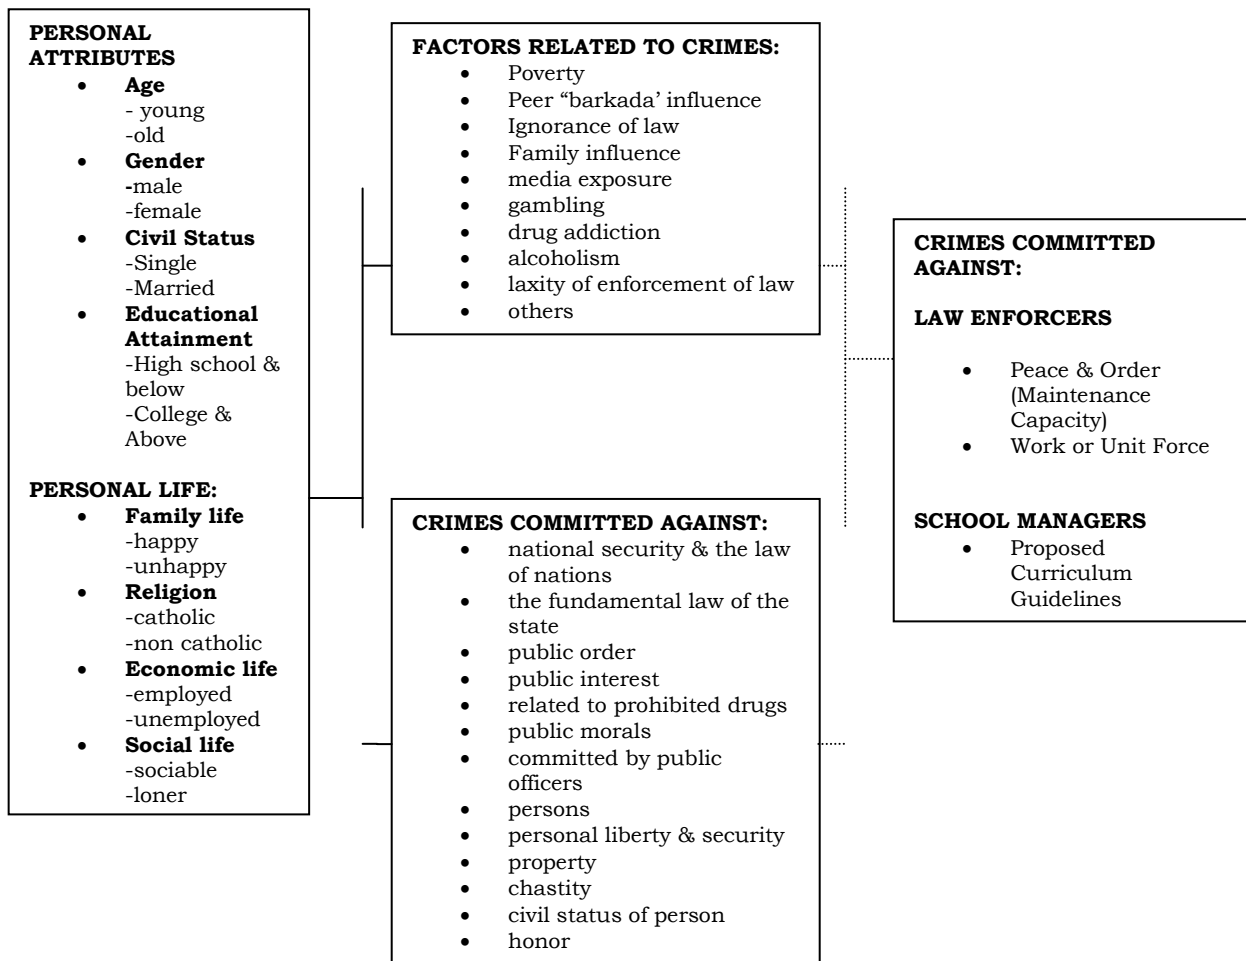 PERSONAL
ATTRIBUTES
• Age
- young
-old
• Gender
-male
-female
• Civil Status
-Single
-Married
• Educational
Attainment
-High school &
below
-College &
Above
PERSONAL LIFE:
• Family life
-happy
-unhappy
• Religion
-catholic
-non catholic
• Economic life
-employed
-unemployed
• Social life
-sociable
-loner
FACTORS RELATED TO CRIMES:
• Poverty
• Peer “barkada’ influence
• Ignorance of law
• Family influence
• media exposure
• gambling
• drug addiction
• alcoholism
• laxity of enforcement of law
• others
CRIMES COMMITTED AGAINST:
• national security & the law
of nations
• the fundamental law of the
state
• public order
• public interest
• related to prohibited drugs
• public morals
• committed by public
officers
• persons
• personal liberty & security
• property
• chastity
• civil status of person
• honor
CRIMES COMMITTED
AGAINST:
LAW ENFORCERS
• Peace & Order
(Maintenance
Capacity)
• Work or Unit Force
SCHOOL MANAGERS
• Proposed
Curriculum
Guidelines